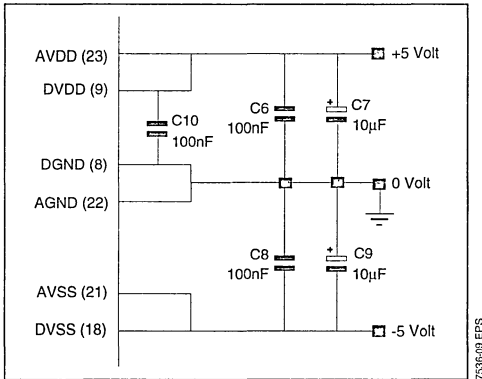 AVDD (23)
+5 Volt
DVDD (9)
C10
100nF
C6
100nF
+
C7
10µF
DGND (8)
0 Volt
AGND (22)
C8
100nF
+
C9
10µF
AVSS (21)
DVSS (18)
-5 Volt
7536-09.EPS